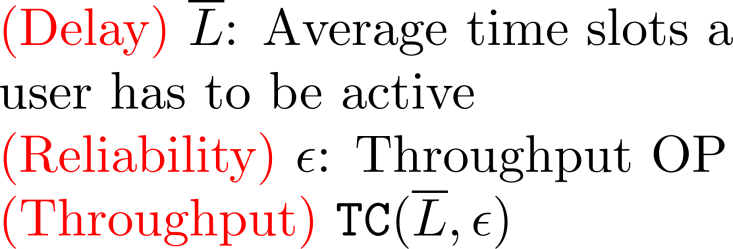 (Delay) L̅: Average time slots a
user has to be active
(Reliability) ϵ: Throughput OP
(Throughput) TC(L̅, ϵ)